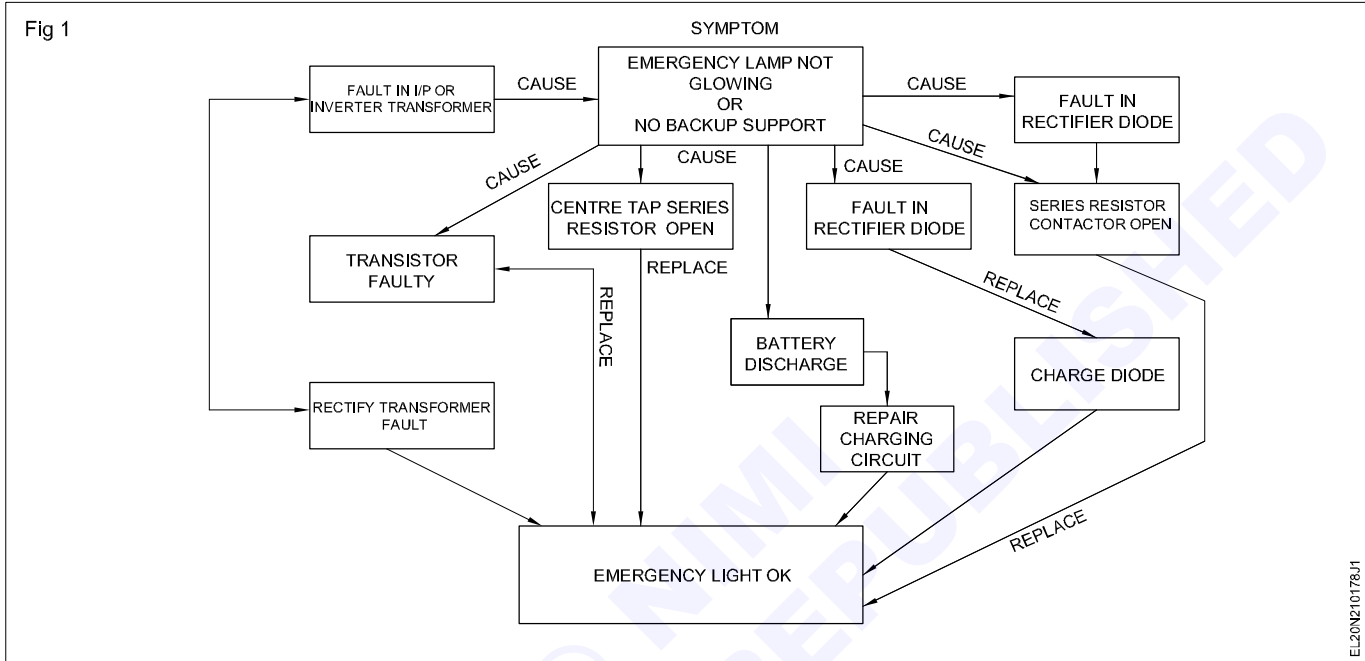 Fig 1
SYMPTOM
EMERGENCY LAMP NOT
GLOWING
OR
NO BACKUP SUPPORT
FAULT IN I/P OR
INVERTER TRANSFORMER
CAUSE
CAUSE
FAULT IN
RECTIFIER DIODE
CAUSE
CAUSE
CAUSE
CAUSE
CENTRE TAP SERIES
RESISTOR OPEN
FAULT IN
RECTIFIER DIODE
SERIES RESISTOR
CONTACTOR OPEN
TRANSISTOR
FAULTY
REPLACE
REPLACE
REPLACE
BATTERY
DISCHARGE
CHARGE DIODE
RECTIFY TRANSFORMER
FAULT
REPAIR
CHARGING
CIRCUIT
REPLACE
EMERGENCY LIGHT OK
EL20N210178J1
© NIMI
REPUBLISHED